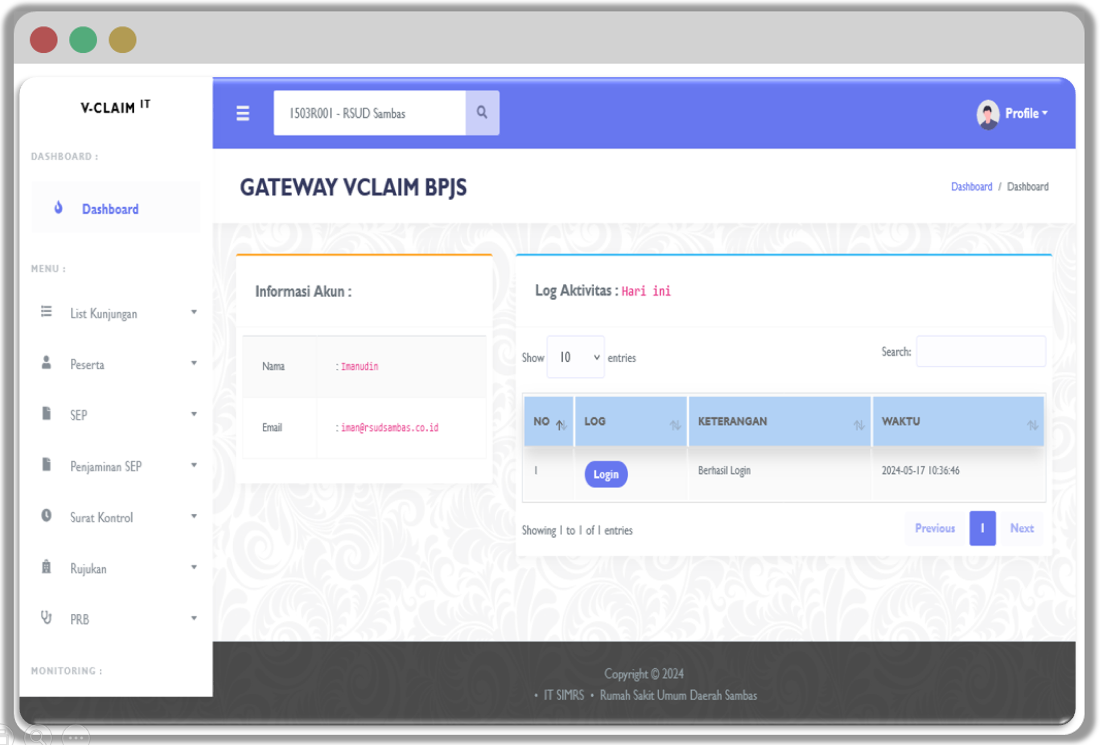 V-CLAIM IT
DASHBOARD :
Dashboard
MENU :
List Kunjungan
Peserta
SEP
Penjaminan SEP
Surat Kontrol
Rujukan
PRB
MONITORING :
1503R001 - RSUD Sambas
Profile
GATEWAY VCLAIM BPJS
Dashboard / Dashboard
Informasi Akun :
Nama : Imanudin
Email : iman@rsudsambas.co.id
Log Aktivitas : Hari ini
Show 10 entries
Search:
NO LOG KETERANGAN WAKTU
1 Login Berhasil Login 2024-05-17 10:36:46
Showing 1 to 1 of 1 entries
Previous 1 Next
Copyright © 2024
• IT SIMRS • Rumah Sakit Umum Daerah Sambas